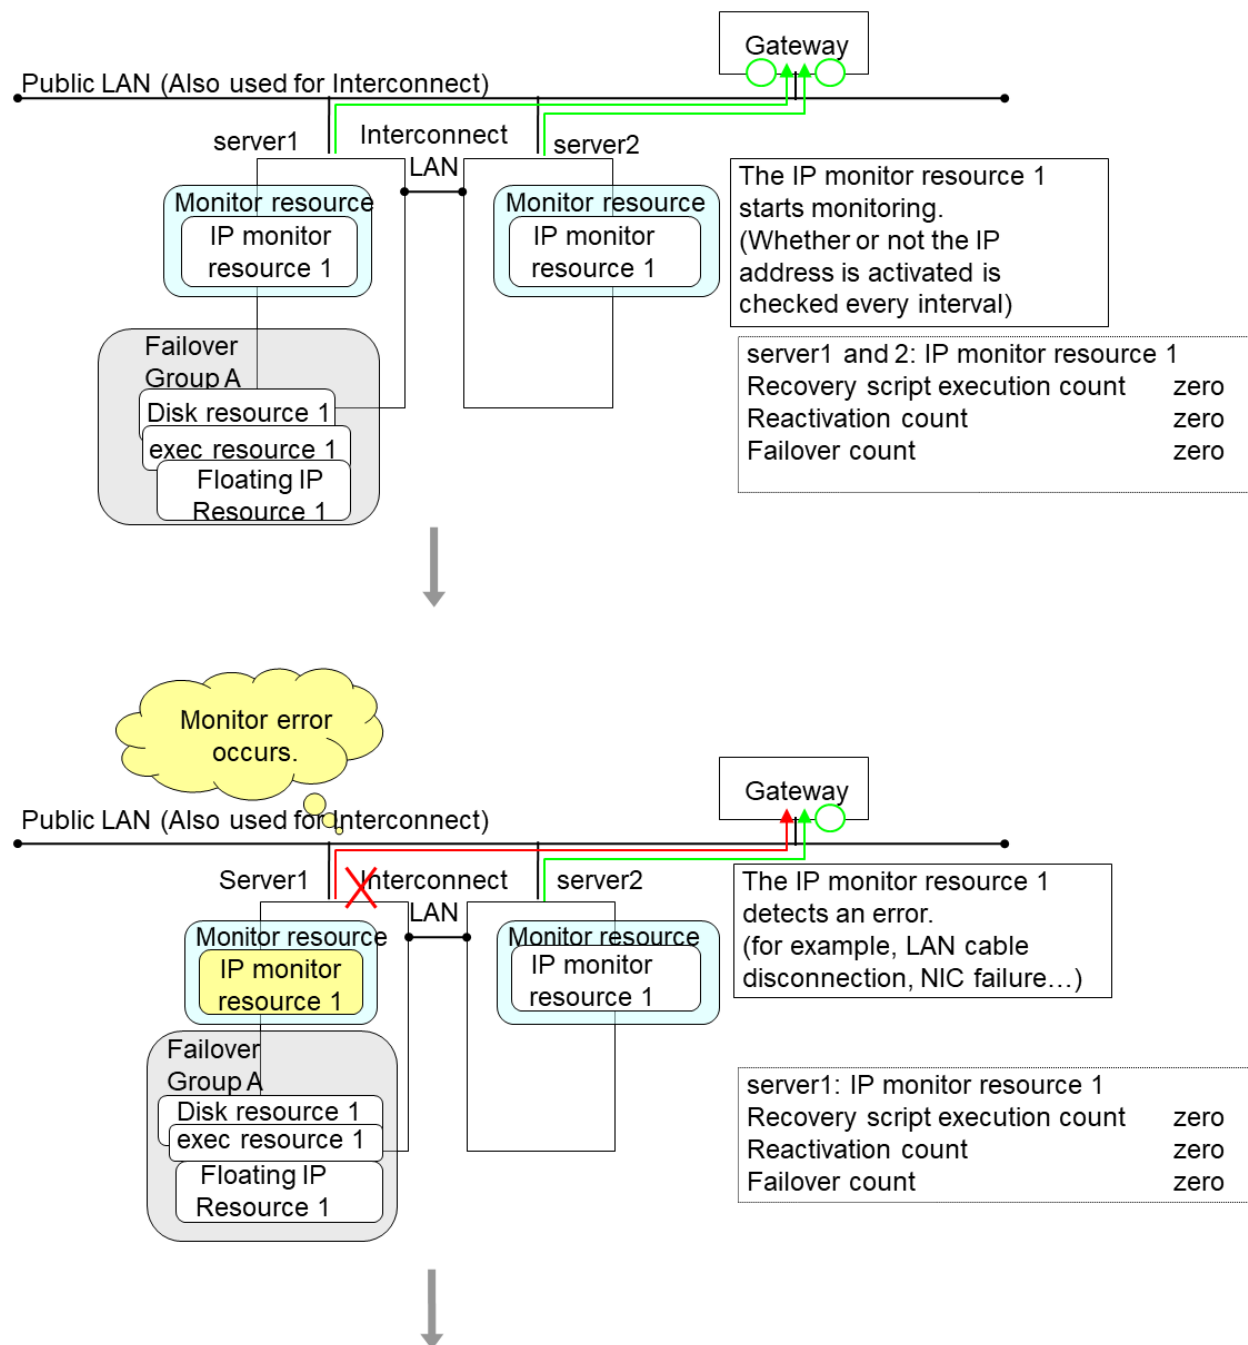 Gateway
Public LAN (Also used for Interconnect)
server1
Interconnect
LAN
server2
Monitor resource
IP monitor
resource 1
Monitor resource
IP monitor
resource 1
The IP monitor resource 1
starts monitoring.
(Whether or not the IP
address is activated is
checked every interval)
Failover
Group A
Disk resource 1
exec resource 1
Floating IP
Resource 1
server1 and 2: IP monitor resource 1
Recovery script execution count zero
Reactivation count zero
Failover count zero
Monitor error
occurs.
Gateway
Public LAN (Also used for Interconnect)
Server1
Interconnect
LAN
server2
Monitor resource
IP monitor
resource 1
Monitor resource
IP monitor
resource 1
The IP monitor resource 1
detects an error.
(for example, LAN cable
disconnection, NIC failure…)
Failover
Group A
Disk resource 1
exec resource 1
Floating IP
Resource 1
server1: IP monitor resource 1
Recovery script execution count zero
Reactivation count zero
Failover count zero